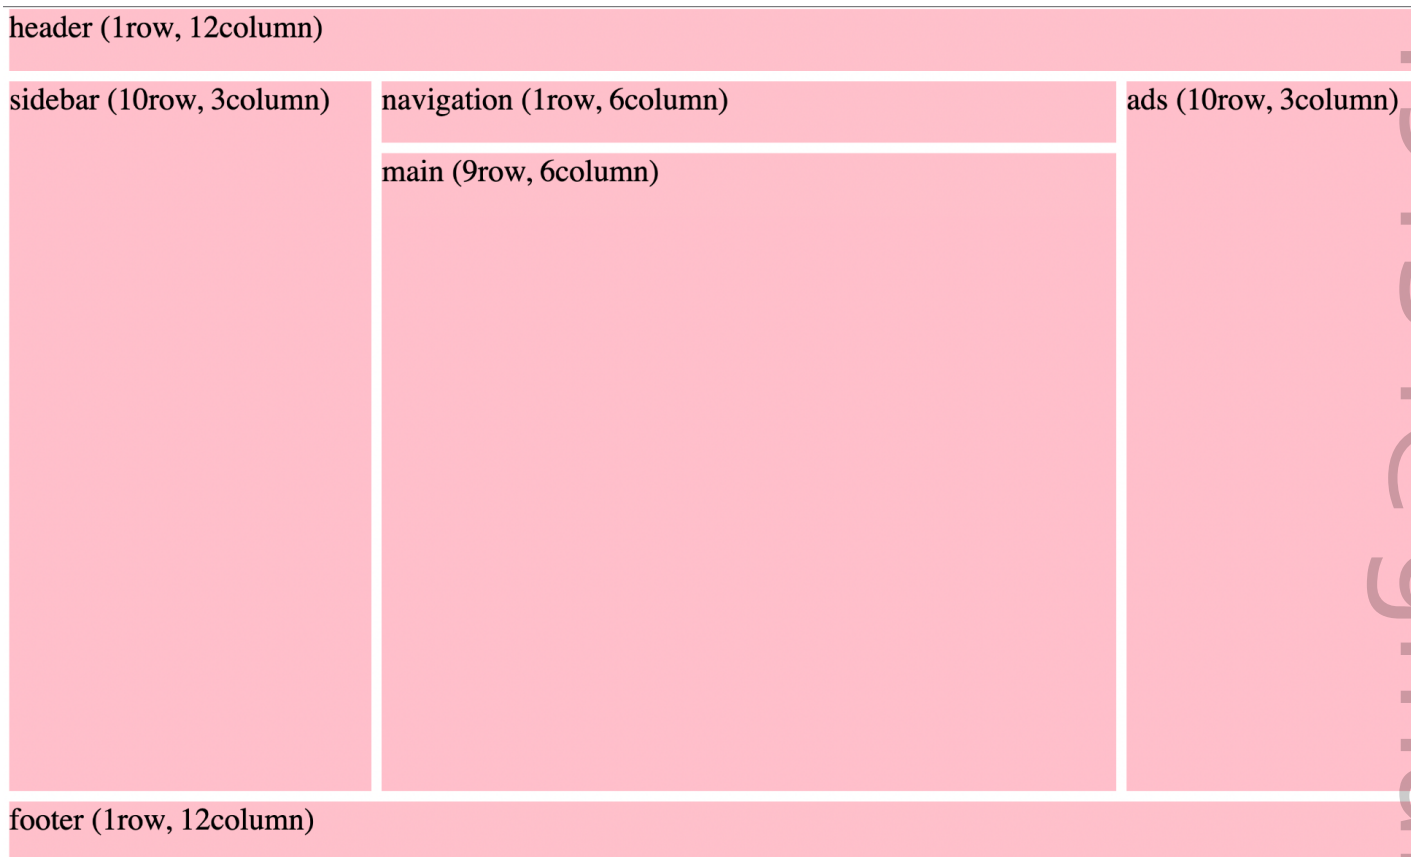 header (1row, 12column)
sidebar (10row, 3column)
navigation (1row, 6column)
ads (10row, 3column)
main (9row, 6column)
footer (1row, 12column)